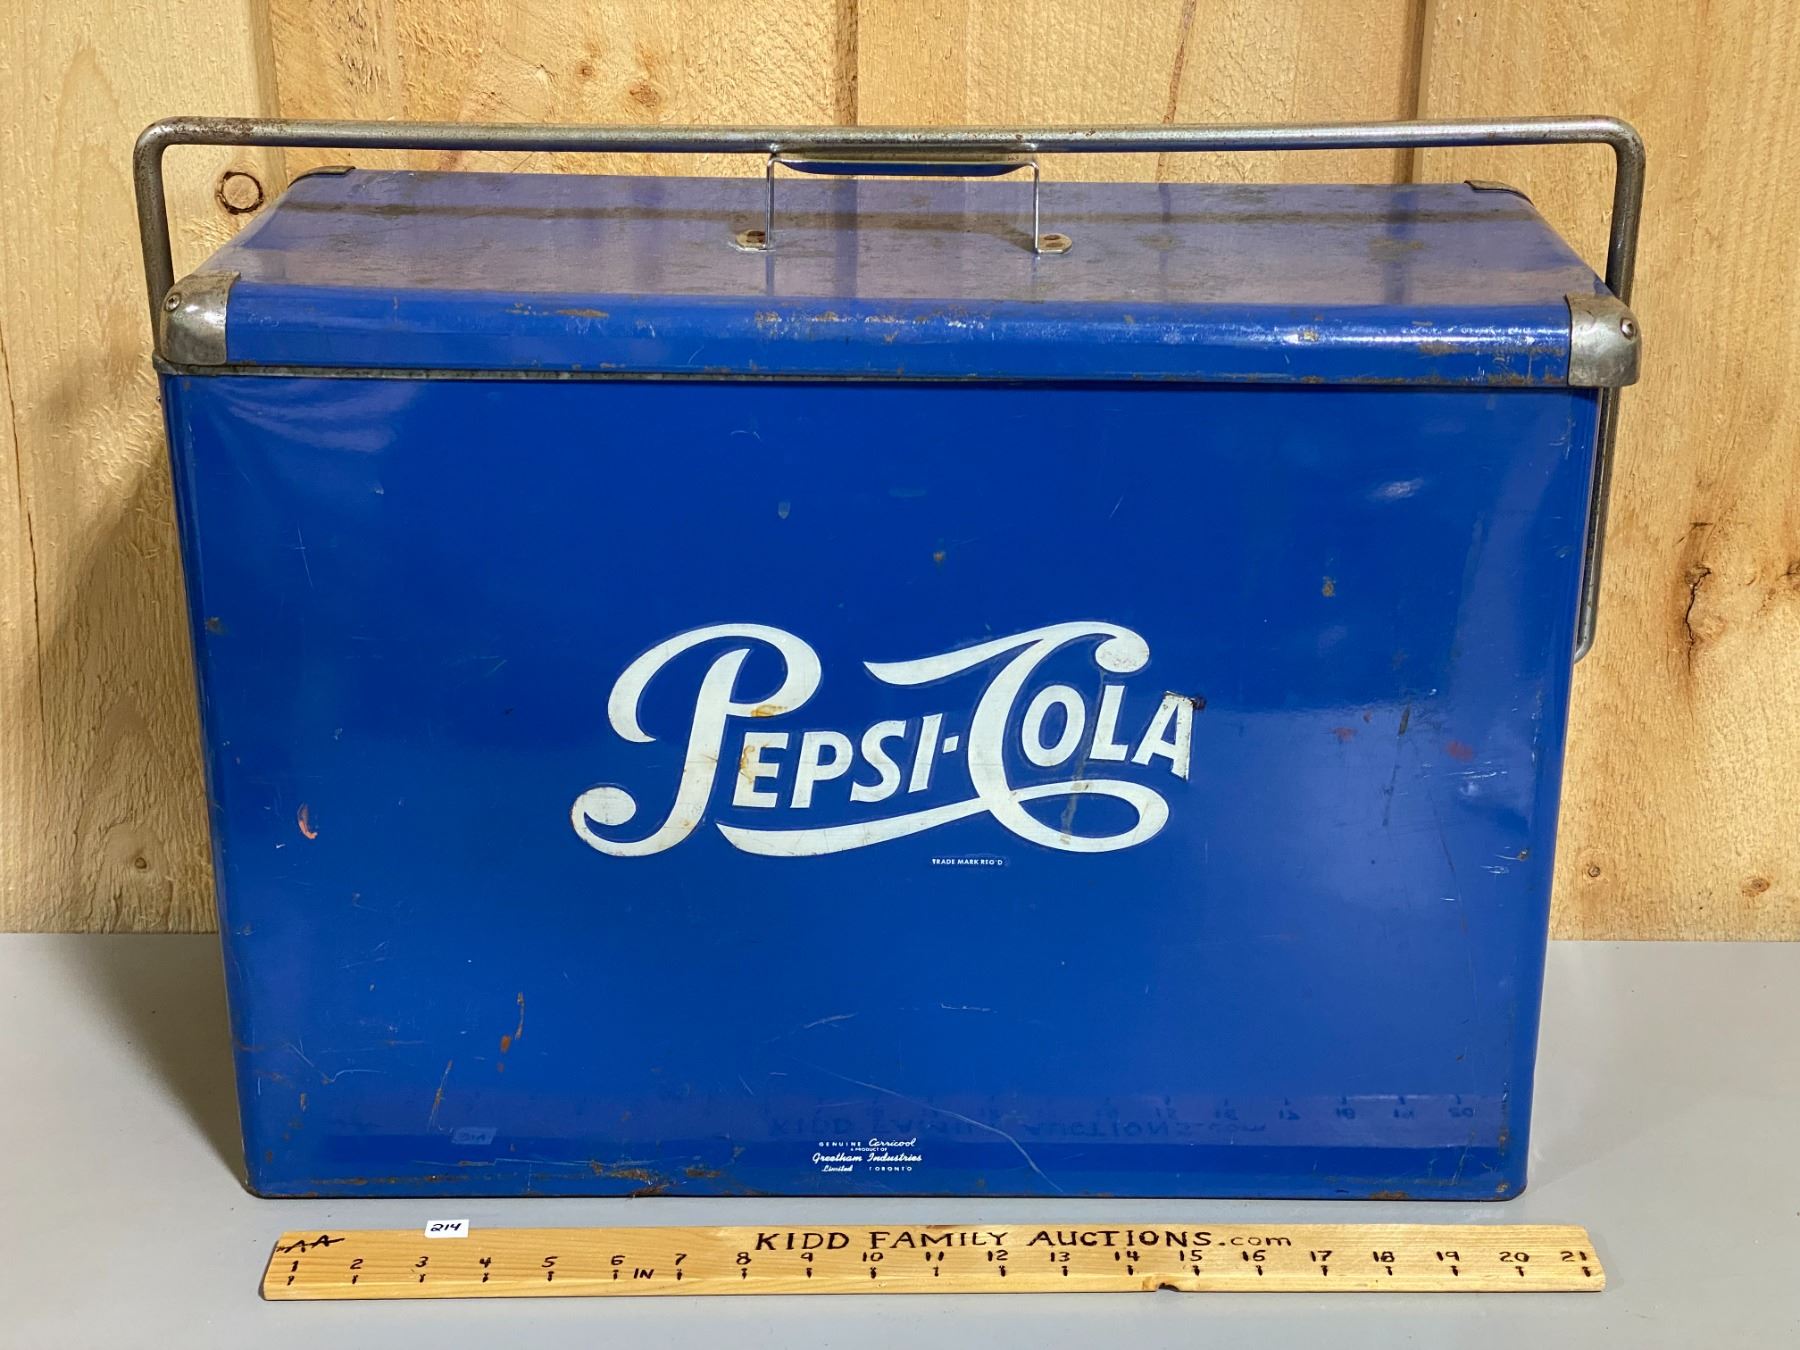 PEPSI-COLA
TRADE MARK REG'D
GENUINE Carricool
A PRODUCT OF
Greetham Industries
Limited TORONTO
214
KIDD FAMILY AUCTIONS.com
1 2 3 4 5 6 IN 7 8 9 10 11 12 13 14 15 16 17 18 19 20 21